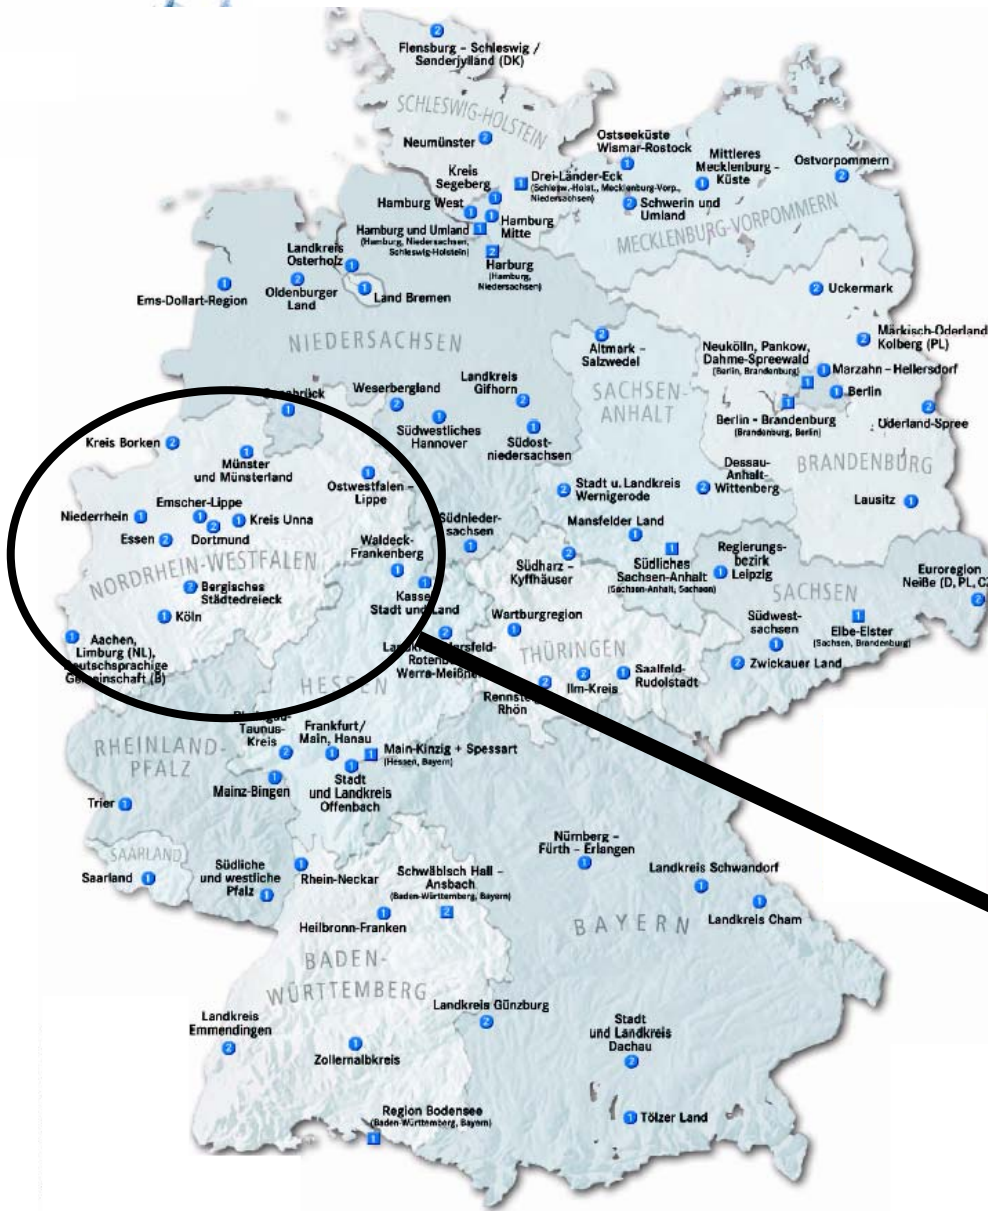 Flensburg – Schleswig /
Sønderjylland (DK)
SCHLESWIG-HOLSTEIN
Neumünster
Ostseeküste
Wismar-Rostock
Mittleres
Mecklenburg –
Küste
Ostvorpommern
Kreis
Segeberg
Drei-Länder-Eck
(Schlesw.-Holst., Mecklenburg-Vorp.,
Niedersachsen)
Schwerin und
Umland
MECKLENBURG-VORPOMMERN
Hamburg West
Hamburg
Mitte
Hamburg und Umland
(Hamburg, Niedersachsen,
Schleswig-Holstein)
Harburg
(Hamburg,
Niedersachsen)
Landkreis
Osterholz
Ems-Dollart-Region
Oldenburger
Land
Land Bremen
Uckermark
NIEDERSACHSEN
Altmark –
Salzwedel
Märkisch-Oderland
Kolberg (PL)
Neukölln, Pankow,
Dahme-Spreewald
(Berlin, Brandenburg)
Marzahn – Hellersdorf
Berlin
SACHSEN-
ANHALT
Weserbergland
Landkreis
Gifhorn
Berlin – Brandenburg
(Brandenburg, Berlin)
Oderland-Spree
Südwestliches
Hannover
Südost-
niedersachsen
BRANDENBURG
Kreis Borken
Münster
und Münsterland
Ostwestfalen –
Lippe
Stadt u. Landkreis
Wernigerode
Dessau-
Anhalt-
Wittenberg
Lausitz
Emscher-Lippe
Niederrhein
Kreis Unna
Essen
Dortmund
Südnieder-
sachsen
Mansfelder Land
Waldeck-
Frankenberg
NORDRHEIN-WESTFALEN
Südharz –
Kyffhäuser
Südliches
Sachsen-Anhalt
(Sachsen-Anhalt, Sachsen)
Regierungs-
bezirk
Leipzig
Euroregion
Neiße (D, PL,
SACHSEN
Bergisches
Städtedreieck
Köln
Stadt und Land
Wartburgregion
Südwest-
sachsen
Elbe-Elster
(Sachsen, Brandenburg)
Aachen,
Limburg (NL),
Deutschsprachige
Gemeinschaft (B)
Werra-Meißner
THÜRINGEN
Zwickauer Land
HESSEN
Ilm-Kreis
Saalfeld-
Rudolstadt
Rhön
Taunus-
Kreis
Frankfurt/
Main, Hanau
Main-Kinzig + Spessart
(Hessen, Bayern)
RHEINLAND-
PFALZ
Mainz-Bingen
Stadt
und Landkreis
Offenbach
Trier
Nürnberg –
Fürth – Erlangen
SAARLAND
Saarland
Südliche
und westliche
Pfalz
Rhein-Neckar
Schwäbisch Hall –
Ansbach
(Baden-Württemberg, Bayern)
Landkreis Schwandorf
Landkreis Cham
Heilbronn-Franken
BAYERN
BADEN-
WÜRTTEMBERG
Landkreis Günzburg
Landkreis
Emmendingen
Zollernalbkreis
Stadt
und Landkreis
Dachau
Region Bodensee
(Baden-Württemberg, Bayern)
Tölzer Land